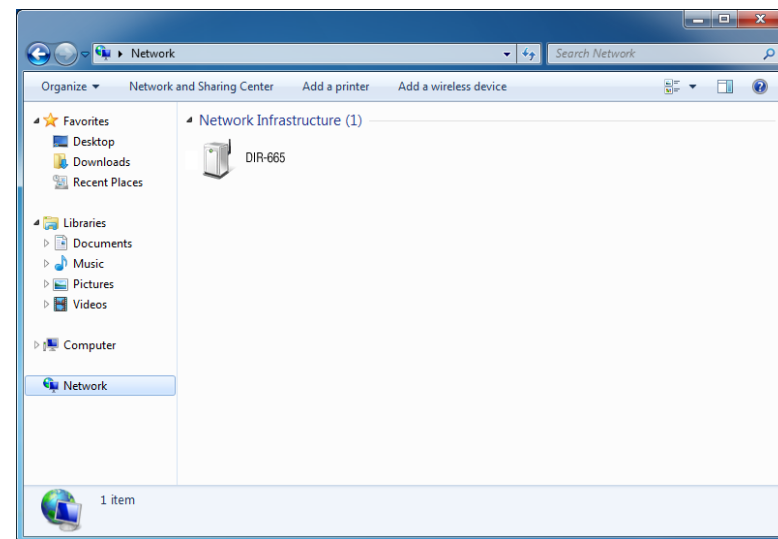 Network
Search Network
Organize
Network and Sharing Center
Add a printer
Add a wireless device
Favorites
Desktop
Downloads
Recent Places
Libraries
Documents
Music
Pictures
Videos
Computer
Network
Network Infrastructure (1)
DIR-665
1 item